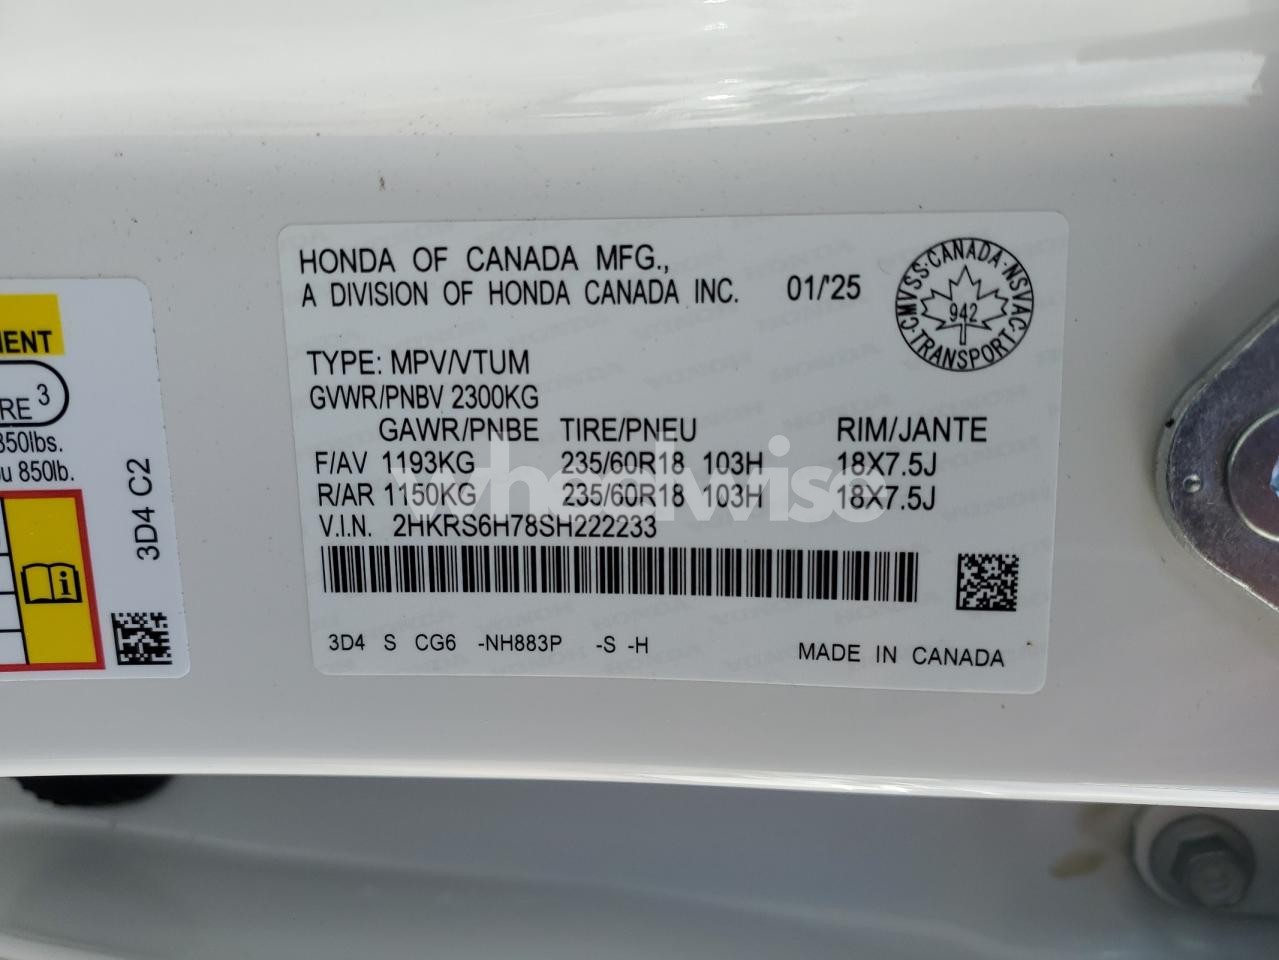 HONDA OF CANADA MFG.,
A DIVISION OF HONDA CANADA INC. 01/'25
CMVSS·CANADA·NSVAC·TRANSPORT·
942
TYPE: MPV/VTUM
GVWR/PNBV 2300KG
GAWR/PNBE TIRE/PNEU RIM/JANTE
F/AV 1193KG 235/60R18 103H 18X7.5J
R/AR 1150KG 235/60R18 103H 18X7.5J
V.I.N. 2HKRS6H78SH222233
3D4 S CG6 -NH883P -S -H
MADE IN CANADA
wheelwise
3
850lbs.
850lb.
3D4 C2